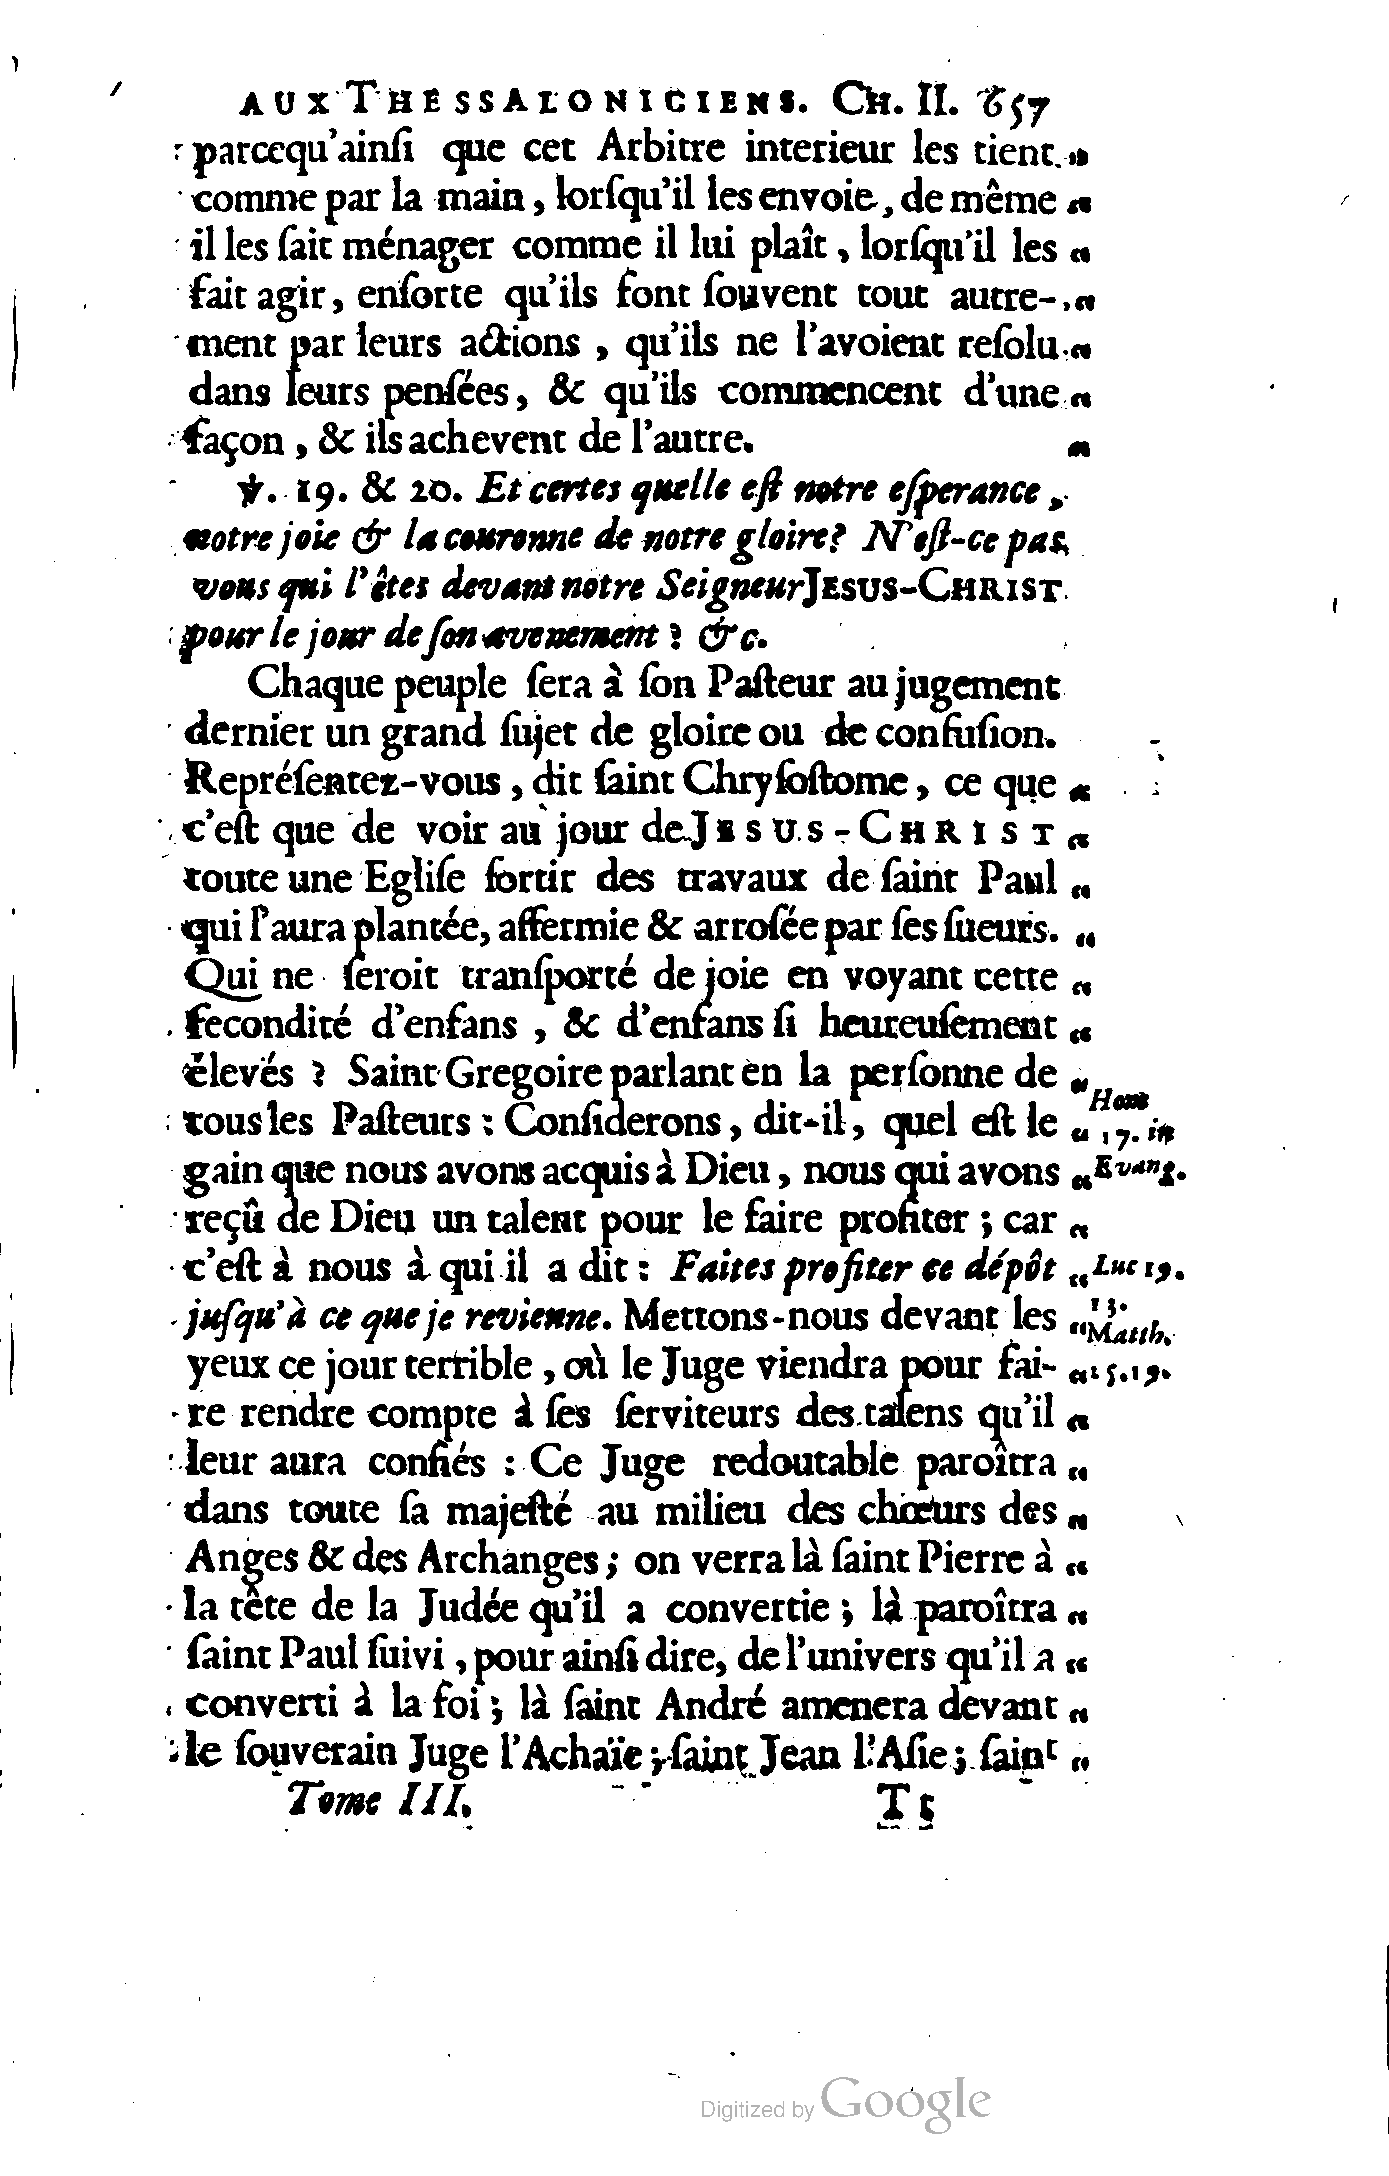 AUX THESSALONICIENS. CH. II. 657
parcequ'ainſi que cet Arbitre interieur les tient „
comme par la main, lorſqu'il les envoie, de même „
il les ſait ménager comme il lui plaît, lorſqu'il les „
fait agir, enſorte qu'ils font ſouvent tout autre- „
ment par leurs actions, qu'ils ne l'avoient reſolu „
dans leurs penſées, & qu'ils commencent d'une „
façon, & ils achevent de l'autre. „
℣. 19. & 20. Et certes quelle eſt notre eſperance,
notre joie & la couronne de notre gloire? N'eſt-ce pas
vous qui l'êtes devant notre Seigneur JESUS-CHRIST
pour le jour de ſon avenement? &c.
Chaque peuple ſera à ſon Paſteur au jugement
dernier un grand ſujet de gloire ou de confuſion.
Repréſentez-vous, dit ſaint Chryſoſtome, ce que „
c'eſt que de voir au jour de JESUS-CHRIST „
toute une Egliſe ſortir des travaux de ſaint Paul „
qui l'aura plantée, affermie & arroſée par ſes ſueurs. „
Qui ne ſeroit tranſporté de joie en voyant cette „
fecondité d'enfans, & d'enfans ſi heureuſement „
élevés? Saint Gregoire parlant en la perſonne de „
tous les Paſteurs: Conſiderons, dit-il, quel eſt le „
gain que nous avons acquis à Dieu, nous qui avons „
reçû de Dieu un talent pour le faire profiter; car „
c'eſt à nous à qui il a dit: Faites profiter ce dépôt „
juſqu'à ce que je revienne. Mettons-nous devant les „
yeux ce jour terrible, où le Juge viendra pour fai- „
re rendre compte à ſes ſerviteurs des talens qu'il „
leur aura confiés: Ce Juge redoutable paroîtra „
dans toute ſa majeſté au milieu des chœurs des „
Anges & des Archanges; on verra là ſaint Pierre à „
la tête de la Judée qu'il a convertie; là paroîtra „
ſaint Paul ſuivi, pour ainſi dire, de l'univers qu'il a „
converti à la foi; là ſaint André amenera devant „
le ſouverain Juge l'Achaïe; ſaint Jean l'Aſie; ſaint „
Hom
17. in
Evang.
Luc 19.
13.
Matth.
25.19.
Tome III. Tt
Digitized by Google